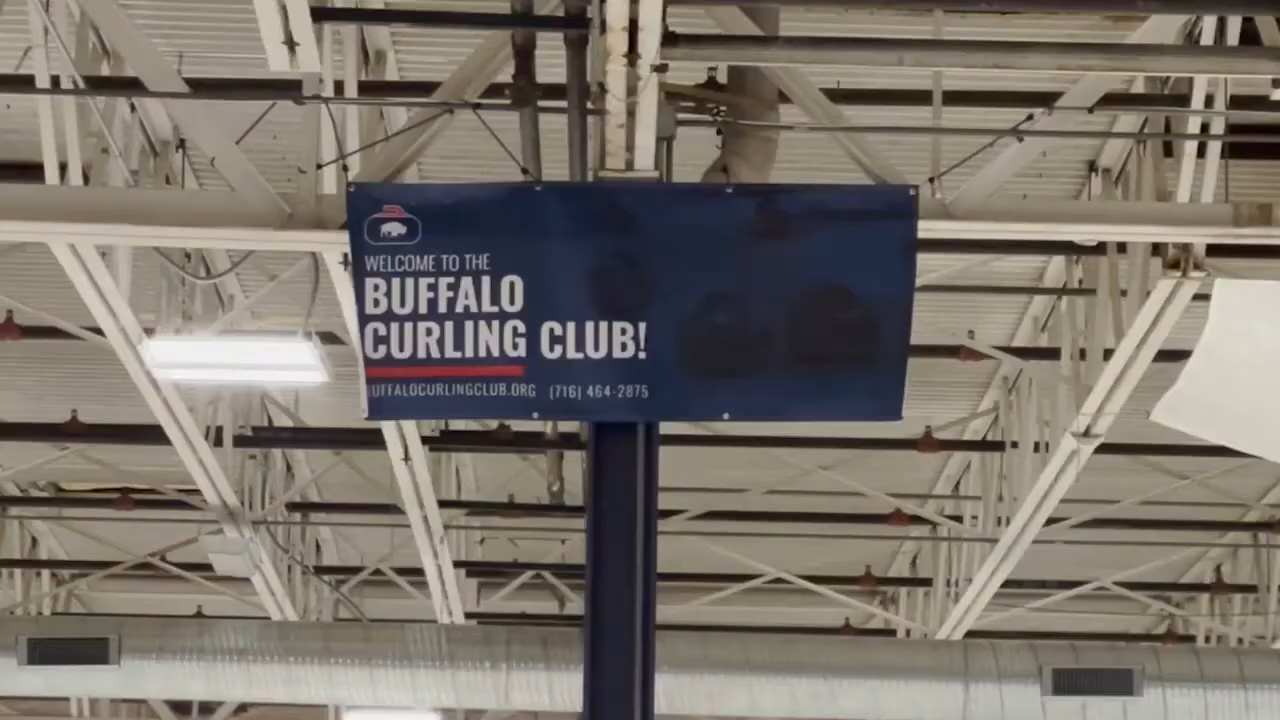 WELCOME TO THE
BUFFALO
CURLING CLUB!
BUFFALOCURLINGCLUB.ORG (716) 464-2875